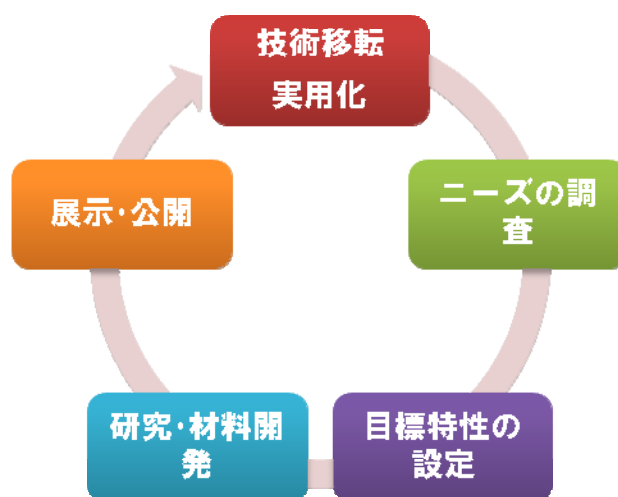 技術移転
実用化
ニーズの調
査
目標特性の
設定
研究･材料開
発
展示･公開